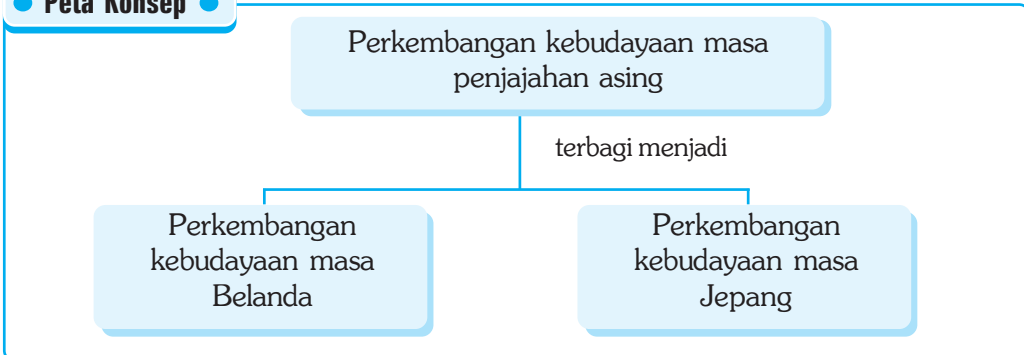 Peta Konsep
Perkembangan kebudayaan masa
penjajahan asing
terbagi menjadi
Perkembangan
kebudayaan masa
Belanda
Perkembangan
kebudayaan masa
Jepang